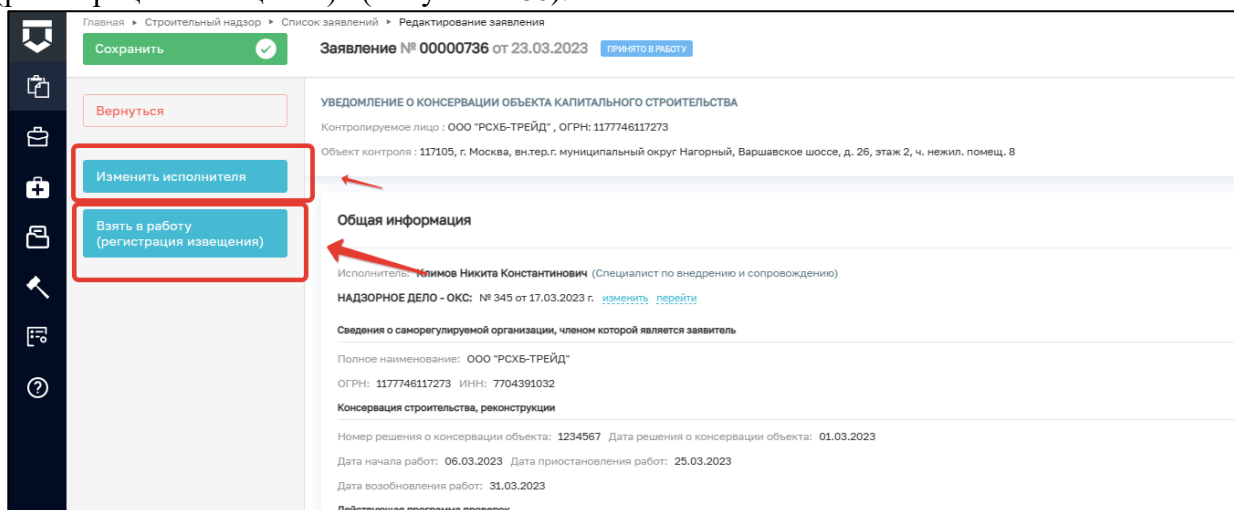 Главная ▸ Строительный надзор ▸ Список заявлений ▸ Редактирование заявления
Сохранить
Заявление № 00000736 от 23.03.2023 ПРИНЯТО В РАБОТУ
Вернуться
УВЕДОМЛЕНИЕ О КОНСЕРВАЦИИ ОБЪЕКТА КАПИТАЛЬНОГО СТРОИТЕЛЬСТВА
Контролируемое лицо : ООО "РСХБ-ТРЕЙД" , ОГРН: 1177746117273
Объект контроля : 117105, г. Москва, вн.тер.г. муниципальный округ Нагорный, Варшавское шоссе, д. 26, этаж 2, ч. нежил. помещ. 8
Изменить исполнителя
Взять в работу
(регистрация извещения)
Общая информация
Исполнитель: Климов Никита Константинович (Специалист по внедрению и сопровождению)
НАДЗОРНОЕ ДЕЛО - ОКС: № 345 от 17.03.2023 г. изменить перейти
Сведения о саморегулируемой организации, членом которой является заявитель
Полное наименование: ООО "РСХБ-ТРЕЙД"
ОГРН: 1177746117273 ИНН: 7704391032
Консервация строительства, реконструкции
Номер решения о консервации объекта: 1234567 Дата решения о консервации объекта: 01.03.2023
Дата начала работ: 06.03.2023 Дата приостановления работ: 25.03.2023
Дата возобновления работ: 31.03.2023
Действующая программа проверок